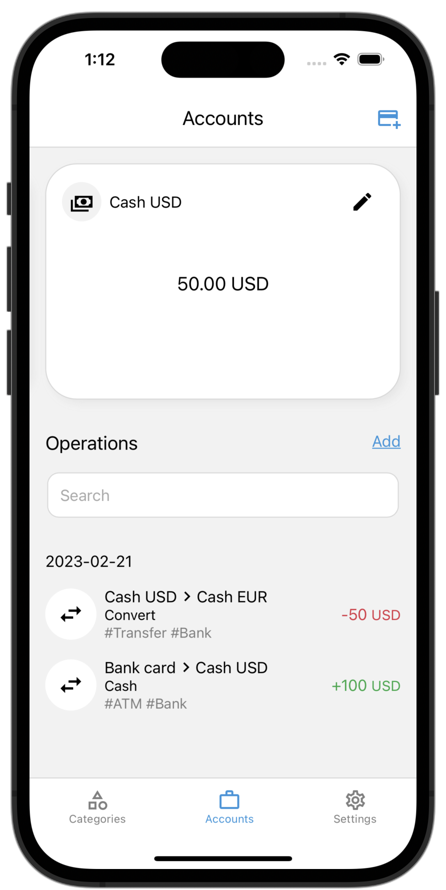 1:12
Accounts
Cash USD
50.00 USD
Operations
Add
Search
2023-02-21
Cash USD > Cash EUR
Convert
-50 USD
#Transfer #Bank
Bank card > Cash USD
Cash
+100 USD
#ATM #Bank
Categories
Accounts
Settings